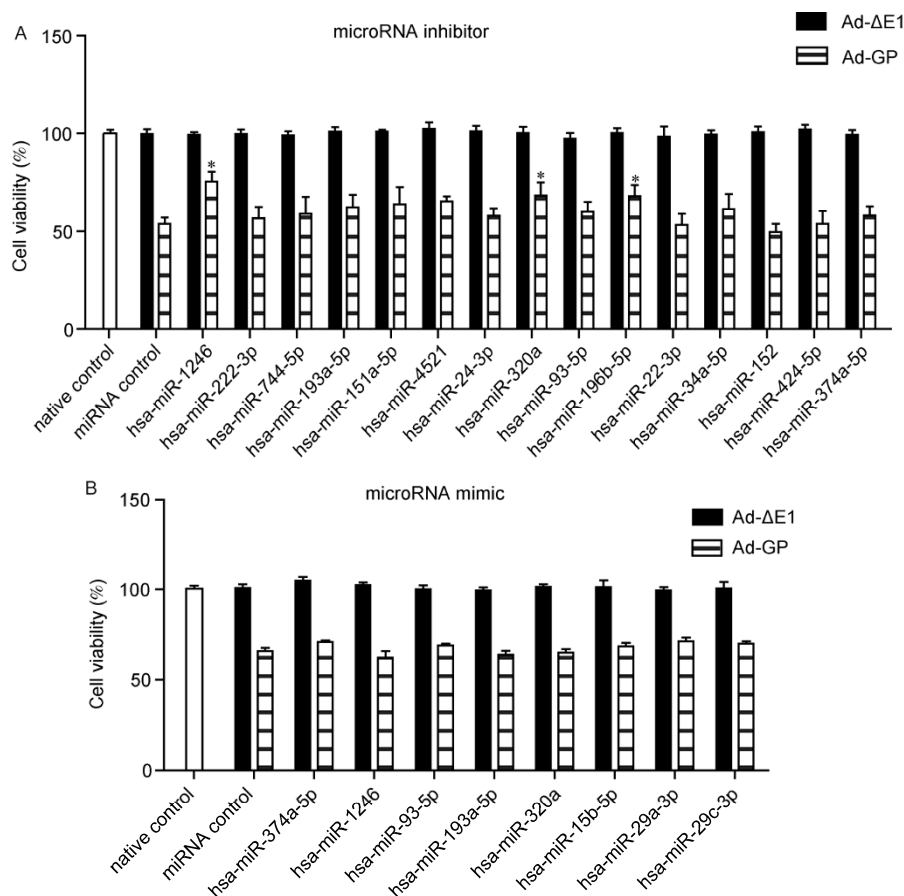 A
microRNA inhibitor
Ad-ΔE1
Ad-GP
Cell viability (%)
150
100
50
0
*
*
*
native control
miRNA control
hsa-miR-1246
hsa-miR-222-3p
hsa-miR-744-5p
hsa-miR-193a-5p
hsa-miR-151a-5p
hsa-miR-4521
hsa-miR-24-3p
hsa-miR-320a
hsa-miR-93-5p
hsa-miR-196b-5p
hsa-miR-22-3p
hsa-miR-34a-5p
hsa-miR-152
hsa-miR-424-5p
hsa-miR-374a-5p
B
microRNA mimic
Ad-ΔE1
Ad-GP
Cell viability (%)
150
100
50
0
native control
miRNA control
hsa-miR-374a-5p
hsa-miR-1246
hsa-miR-93-5p
hsa-miR-193a-5p
hsa-miR-320a
hsa-miR-15b-5p
hsa-miR-29a-3p
hsa-miR-29c-3p